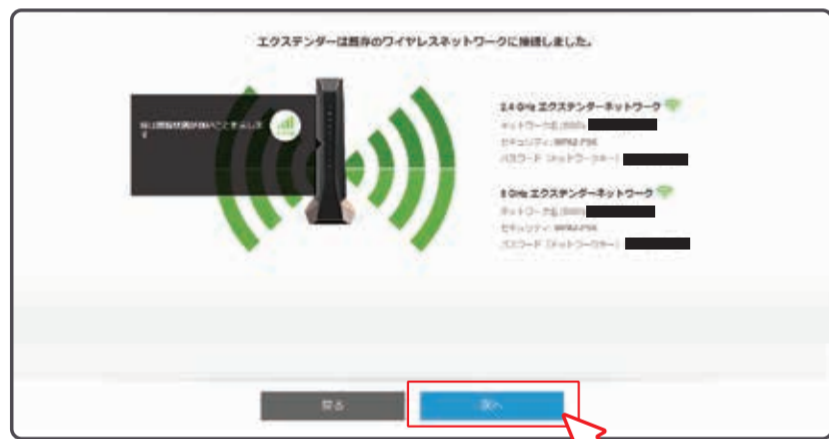 エクステンダーは既存のワイヤレスネットワークに接続しました。
2.4 GHz エクステンダーネットワーク
ネットワーク名 (SSID):
セキュリティ: WPA2-PSK
パスワード (ネットワークキー):
5 GHz エクステンダーネットワーク
ネットワーク名 (SSID):
セキュリティ: WPA2-PSK
パスワード (ネットワークキー):
戻る
次へ